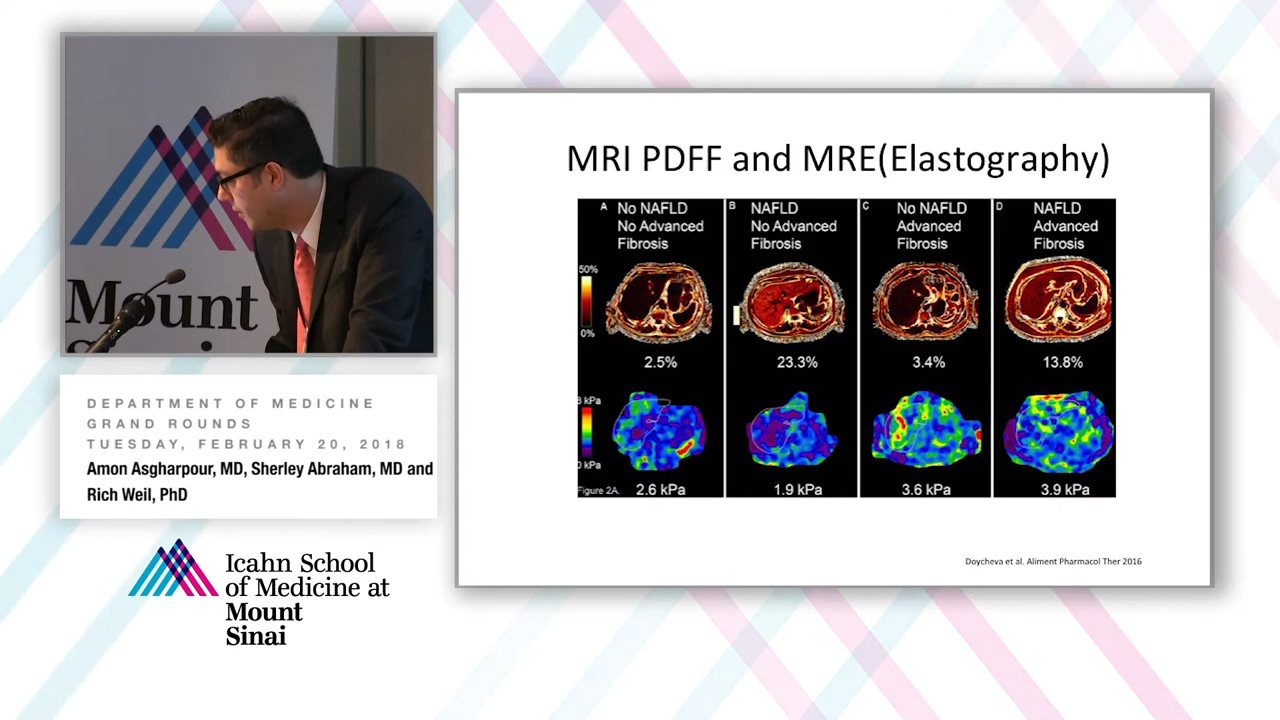 Mount
DEPARTMENT OF MEDICINE
GRAND ROUNDS
TUESDAY, FEBRUARY 20, 2018
Amon Asgharpour, MD, Sherley Abraham, MD and
Rich Weil, PhD
Icahn School
of Medicine at
Mount
Sinai
MRI PDFF and MRE(Elastography)
A No NAFLD
No Advanced
Fibrosis
B NAFLD
No Advanced
Fibrosis
C No NAFLD
Advanced
Fibrosis
D NAFLD
Advanced
Fibrosis
50%
0%
2.5%
23.3%
3.4%
13.8%
kPa
kPa
Figure 2A.
2.6 kPa
1.9 kPa
3.6 kPa
3.9 kPa
Doycheva et al. Aliment Pharmacol Ther 2016